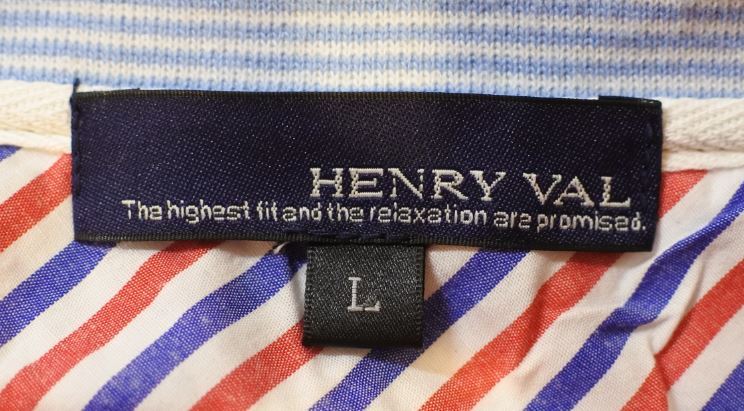 HENRY VAL
The highest fit and the relaxation are promised.
L